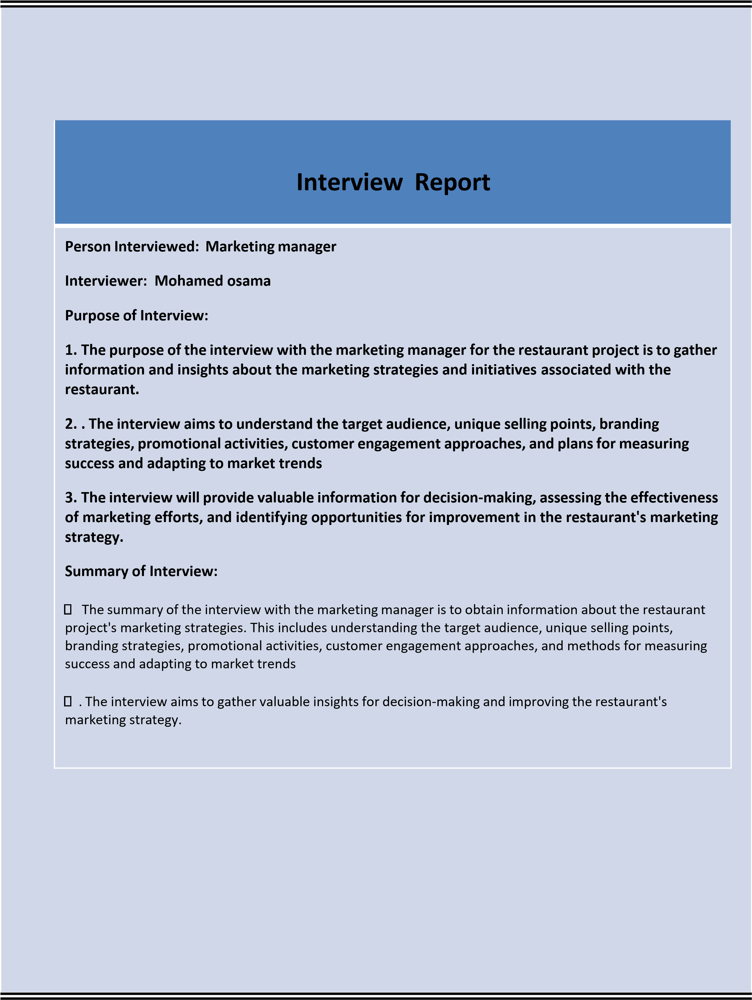 Interview Report
Person Interviewed: Marketing manager
Interviewer: Mohamed osama
Purpose of Interview:
1. The purpose of the interview with the marketing manager for the restaurant project is to gather
information and insights about the marketing strategies and initiatives associated with the
restaurant.
2. . The interview aims to understand the target audience, unique selling points, branding
strategies, promotional activities, customer engagement approaches, and plans for measuring
success and adapting to market trends
3. The interview will provide valuable information for decision-making, assessing the effectiveness
of marketing efforts, and identifying opportunities for improvement in the restaurant's marketing
strategy.
Summary of Interview:
The summary of the interview with the marketing manager is to obtain information about the restaurant
project's marketing strategies. This includes understanding the target audience, unique selling points,
branding strategies, promotional activities, customer engagement approaches, and methods for measuring
success and adapting to market trends
. The interview aims to gather valuable insights for decision-making and improving the restaurant's
marketing strategy.